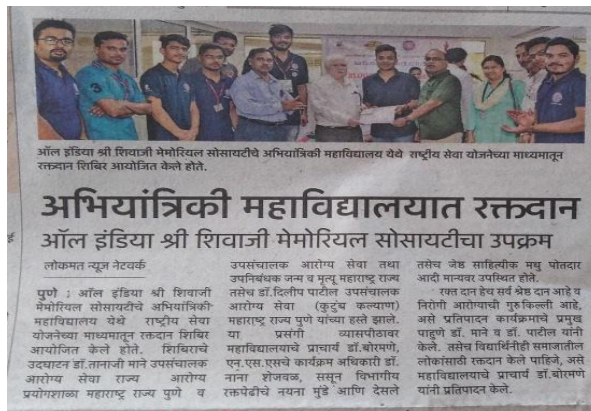 ऑल इंडिया श्री शिवाजी मेमोरियल सोसायटीचे अभियांत्रिकी महाविद्यालय येथे राष्ट्रीय सेवा योजनेच्या माध्यमातून
रक्तदान शिबिर आयोजित केले होते.
अभियांत्रिकी महाविद्यालयात रक्तदान
ऑल इंडिया श्री शिवाजी मेमोरियल सोसायटीचा उपक्रम
लोकमत न्यूज नेटवर्क
पुणे : ऑल इंडिया श्री शिवाजी
मेमोरियल सोसायटीचे अभियांत्रिकी
महाविद्यालय येथे राष्ट्रीय सेवा
योजनेच्या माध्यमातून रक्तदान शिबिर
आयोजित केले होते. शिबिराचे
उदघाटन डॉ.तानाजी माने उपसंचालक
आरोग्य सेवा राज्य आरोग्य
प्रयोगशाळा महाराष्ट्र राज्य पुणे व
उपसंचालक आरोग्य सेवा तथा
उपनिबंधक जन्म व मृत्यू महाराष्ट्र राज्य
तसेच डॉ.दिलीप पाटील उपसंचालक
आरोग्य सेवा (कुटुंब कल्याण)
महाराष्ट्र राज्य पुणे यांच्या हस्ते झाले.
या प्रसंगी व्यासपीठावर
महाविद्यालयाचे प्राचार्य डॉ.बोरमणे,
एन.एस.एसचे कार्यक्रम अधिकारी डॉ.
नाना शेजवळ, ससून विभागीय
रक्तपेढीचे नयना मुंडे आणि देसले
तसेच जेष्ठ साहित्यीक मधु पोतदार
आदी मान्यवर उपस्थित होते.
रक्त दान हेच सर्व श्रेष्ठ दान आहे व
निरोगी आरोग्याची गुरु किल्ली आहे,
असे प्रतिपादन कार्यक्रमाचे प्रमुख
पाहुणे डॉ. माने व डॉ. पाटील यांनी
केले. तसेच विद्यार्थिनीही समाजातील
लोकांसाठी रक्तदान केले पाहिजे, असे
महाविद्यालयाचे प्राचार्य डॉ.बोरमणे
यांनी प्रतिपादन केले.